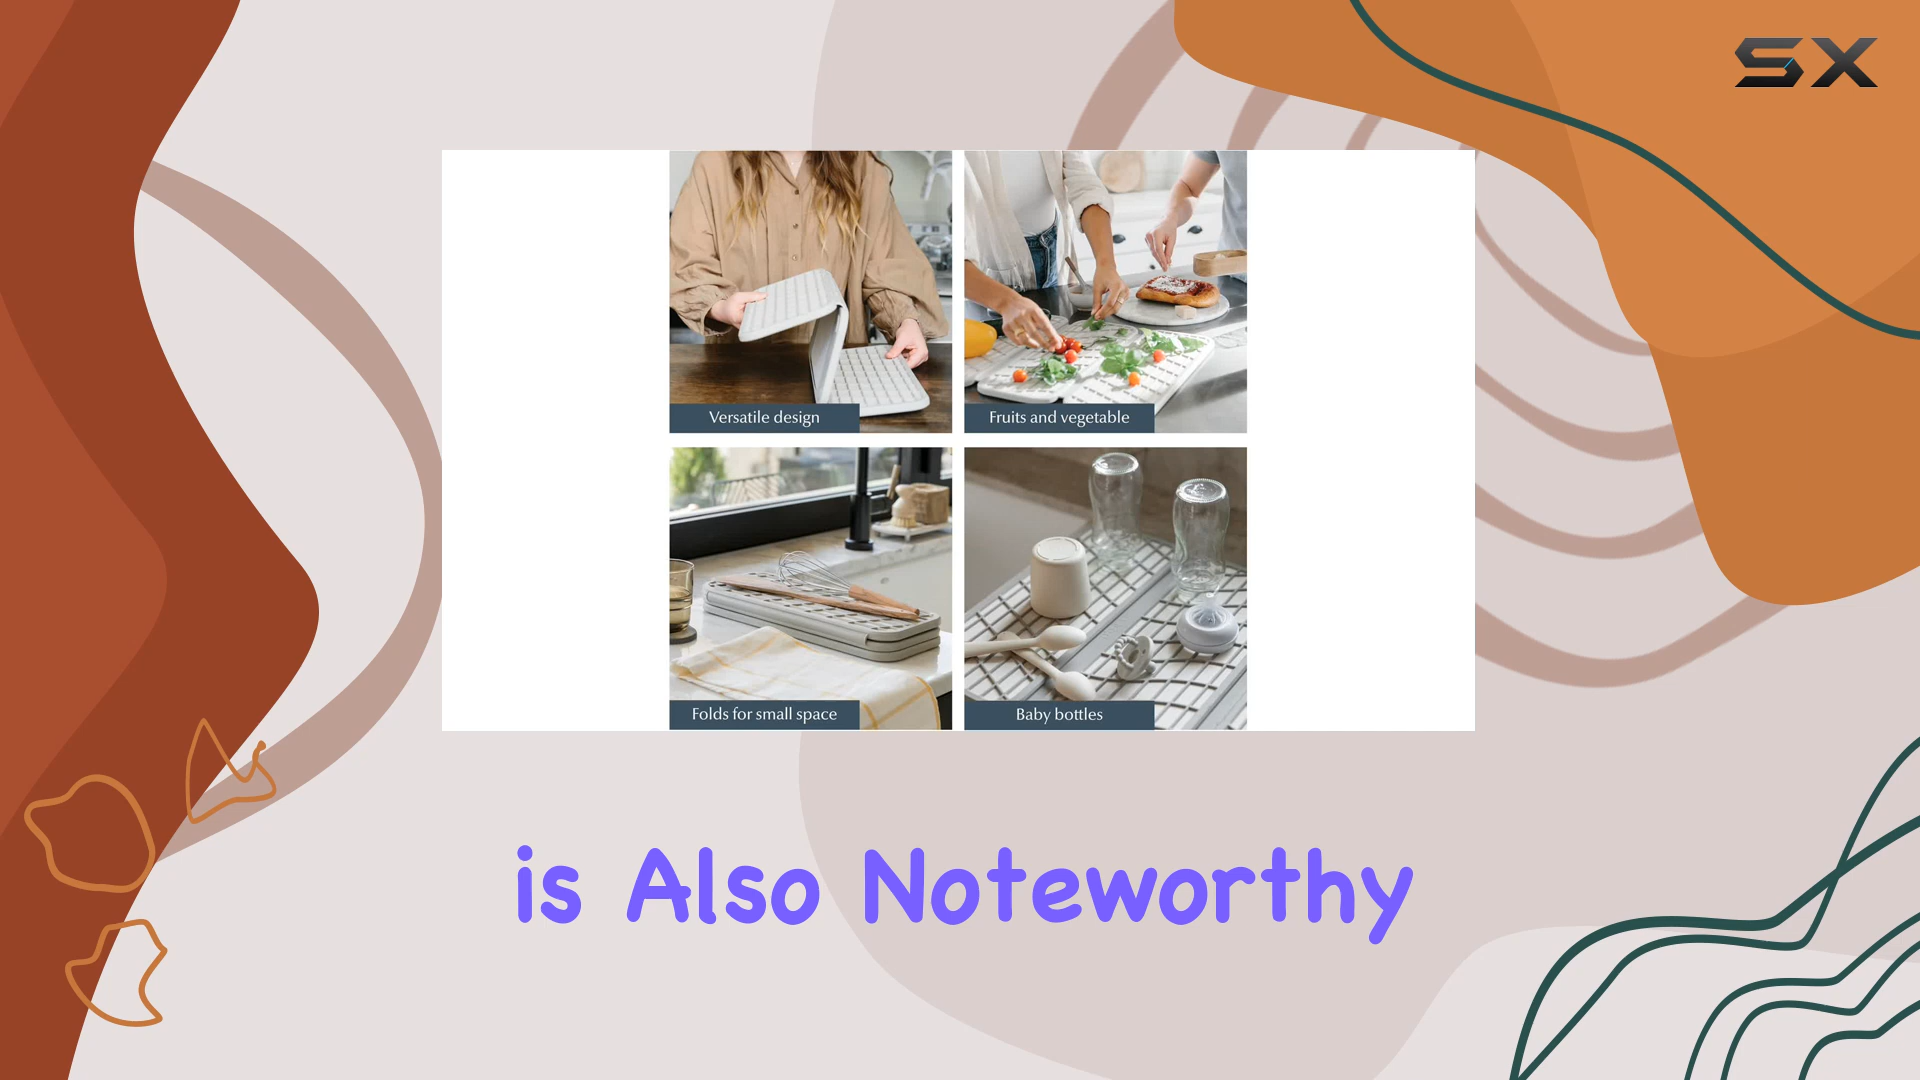 SX
Versatile design
Fruits and vegetable
Folds for small space
Baby bottles
is Also Noteworthy